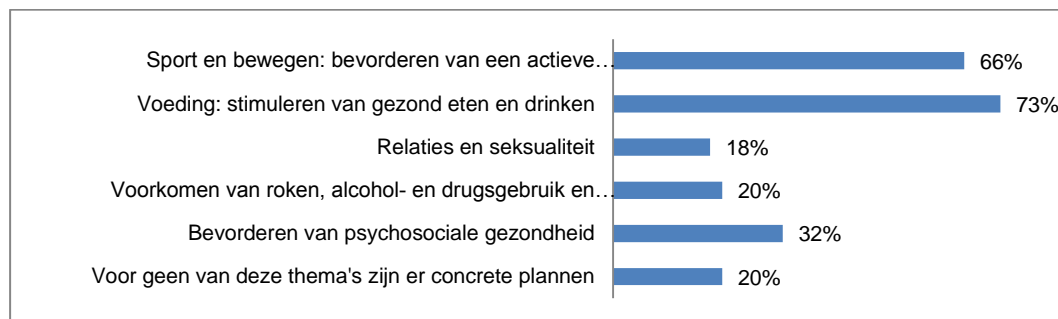 Sport en bewegen: bevorderen van een actieve… 66%
Voeding: stimuleren van gezond eten en drinken 73%
Relaties en seksualiteit 18%
Voorkomen van roken, alcohol- en drugsgebruik en… 20%
Bevorderen van psychosociale gezondheid 32%
Voor geen van deze thema's zijn er concrete plannen 20%